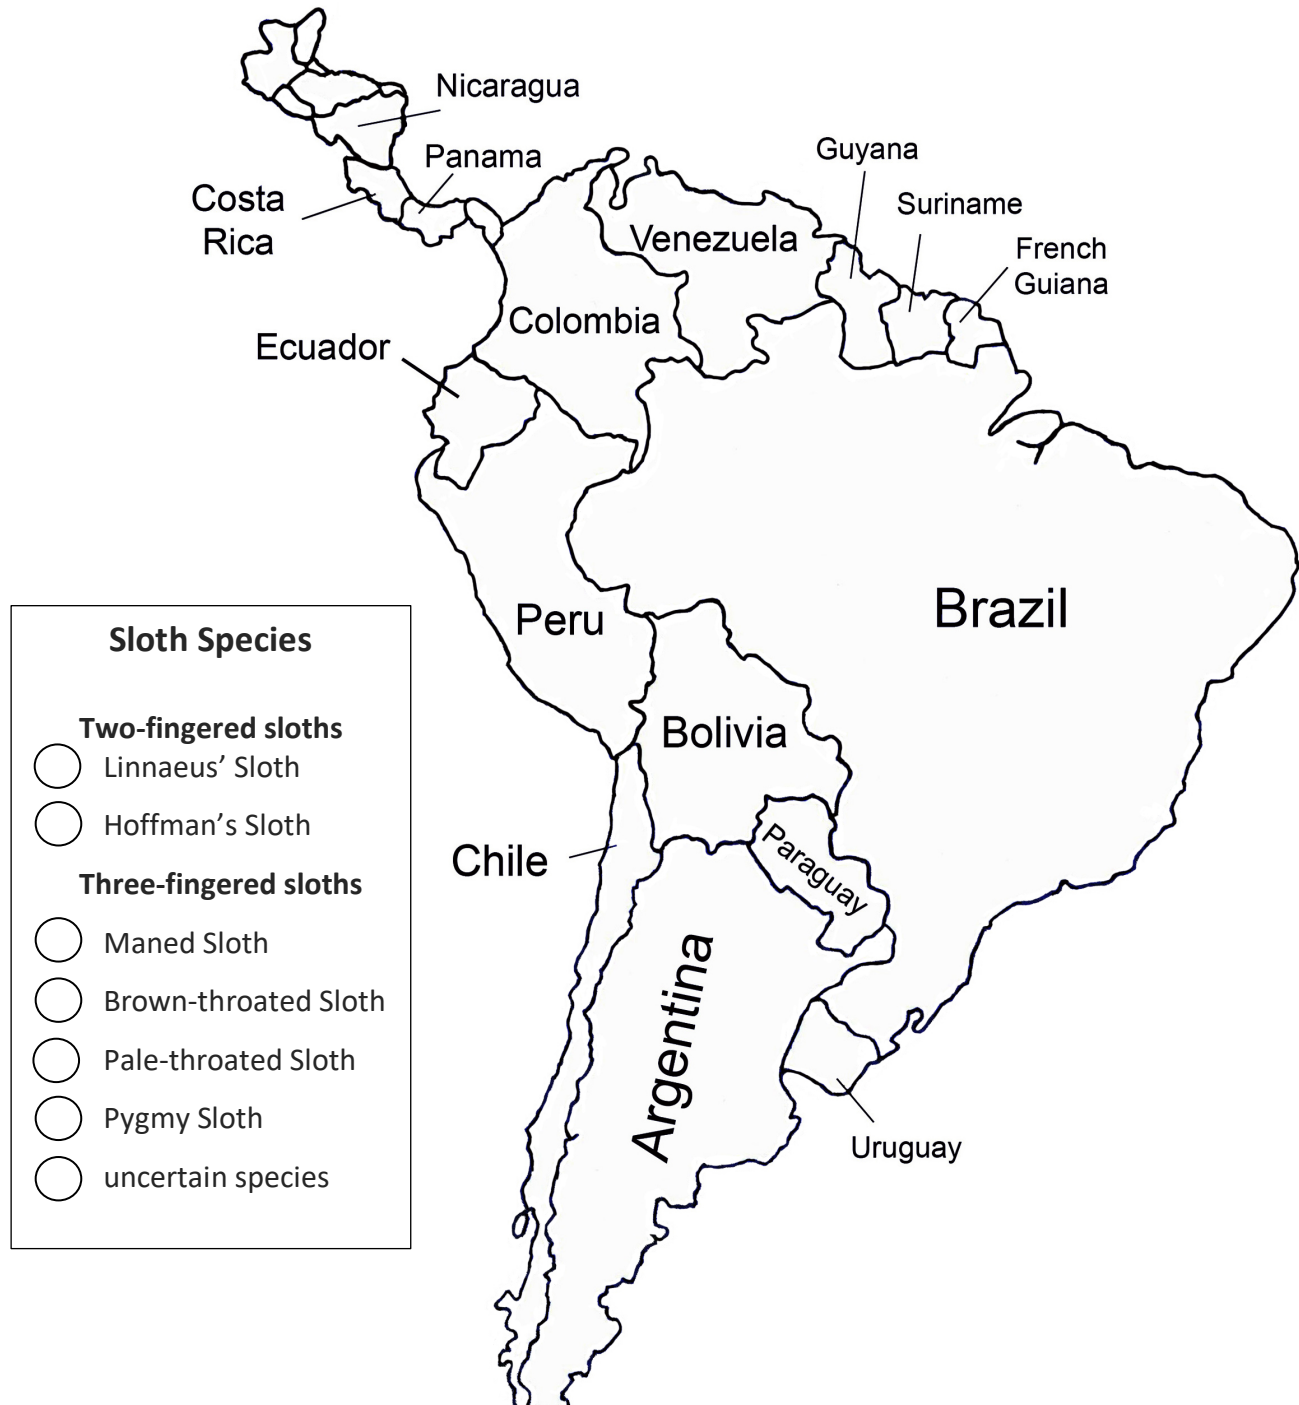 Nicaragua
Panama
Costa
Rica
Guyana
Suriname
French
Guiana
Venezuela
Colombia
Ecuador
Brazil
Peru
Bolivia
Paraguay
Chile
Argentina
Uruguay
Sloth Species
Two-fingered sloths
Linnaeus’ Sloth
Hoffman’s Sloth
Three-fingered sloths
Maned Sloth
Brown-throated Sloth
Pale-throated Sloth
Pygmy Sloth
uncertain species